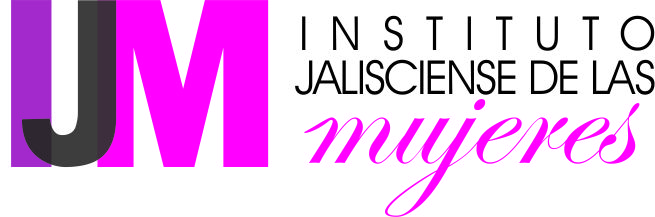 IJM
INSTITUTO
JALISCIENSE DE LAS
mujeres